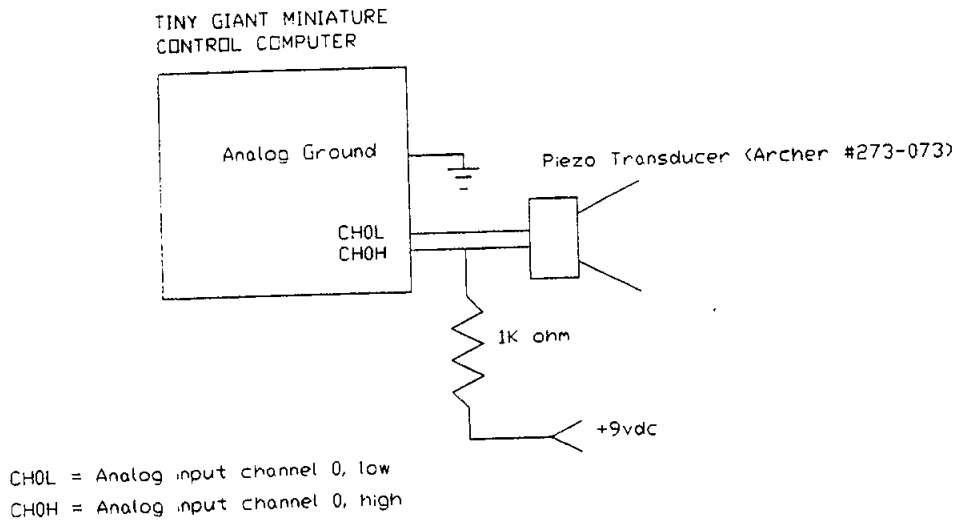 TINY GIANT MINIATURE
CONTROL COMPUTER
Analog Ground
Piezo Transducer (Archer #273-073)
CH0L
CH0H
1K ohm
+9vdc
CH0L = Analog input channel 0, low
CH0H = Analog input channel 0, high